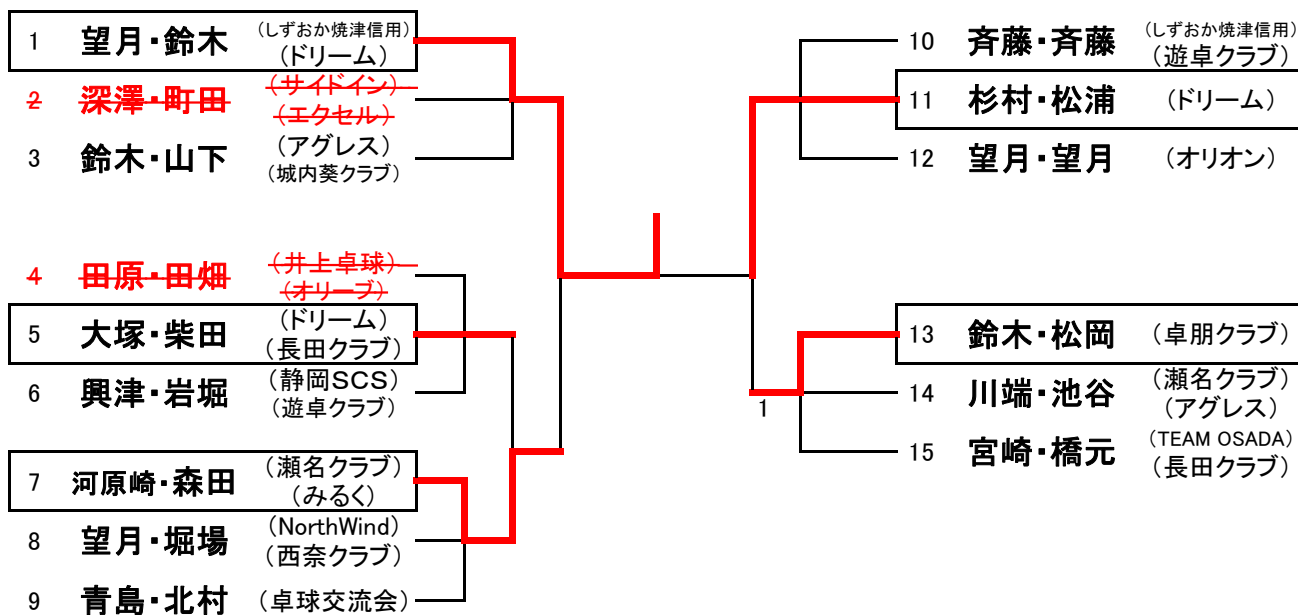 1 望月・鈴木 (しずおか焼津信用)
(ドリーム)
2 深澤・町田 (サイドイン)
(エクセル)
3 鈴木・山下 (アグレス)
(城内葵クラブ)
4 田原・田畑 (井上卓球)
(オリーブ)
5 大塚・柴田 (ドリーム)
(長田クラブ)
6 興津・岩堀 (静岡SCS)
(遊卓クラブ)
7 河原崎・森田 (瀬名クラブ)
(みるく)
8 望月・堀場 (NorthWind)
(西奈クラブ)
9 青島・北村 (卓球交流会)
10 斉藤・斉藤 (しずおか焼津信用)
(遊卓クラブ)
11 杉村・松浦 (ドリーム)
12 望月・望月 (オリオン)
13 鈴木・松岡 (卓朋クラブ)
1
14 川端・池谷 (瀬名クラブ)
(アグレス)
15 宮崎・橋元 (TEAM OSADA)
(長田クラブ)